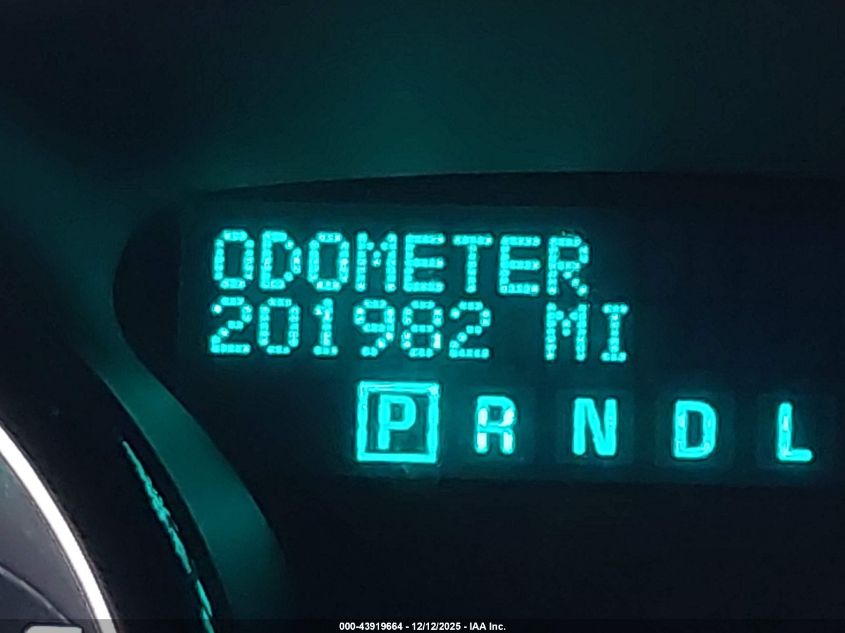 ODOMETER
201982 MI
P R N D L
000-43919664 - 12/12/2025 - IAA Inc.